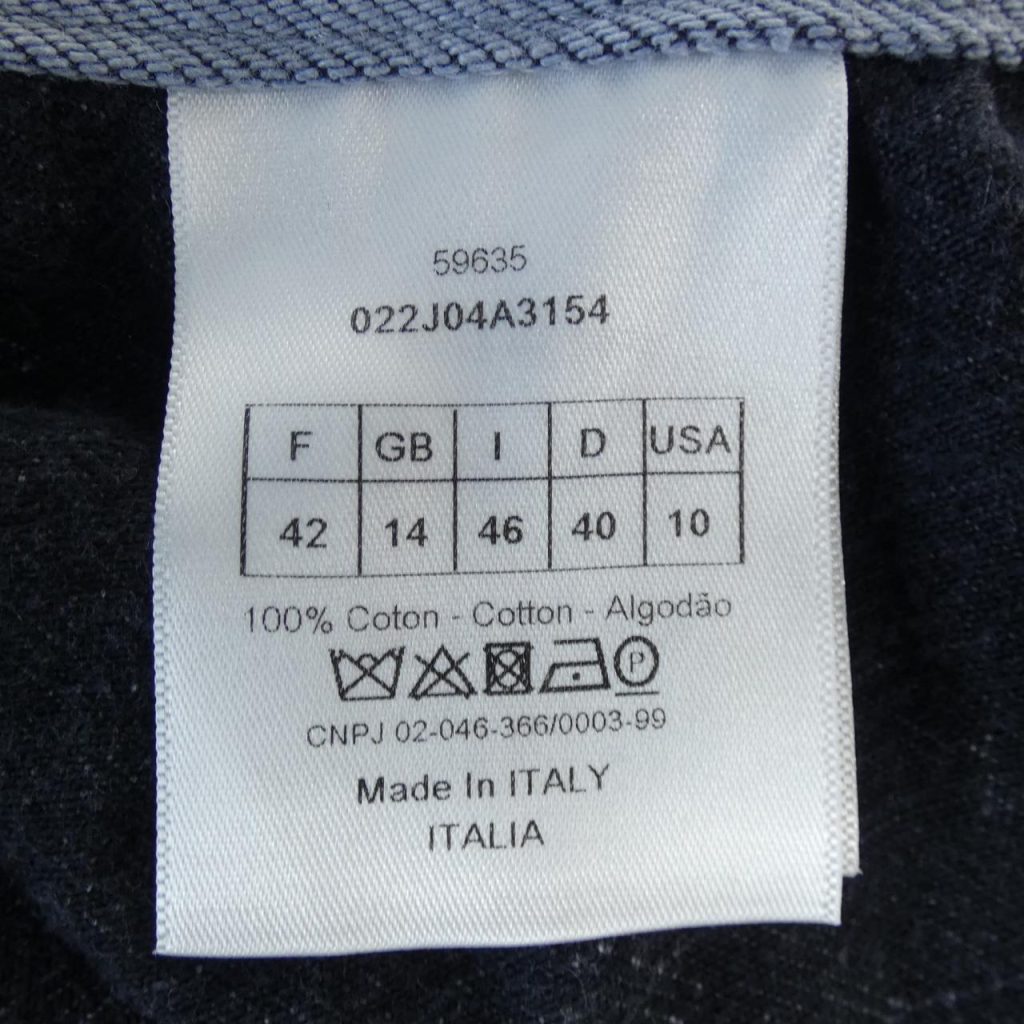 59635
022J04A3154
F GB I D USA
42 14 46 40 10
100% Coton - Cotton - Algodão
P
CNPJ 02-046-366/0003-99
Made In ITALY
ITALIA